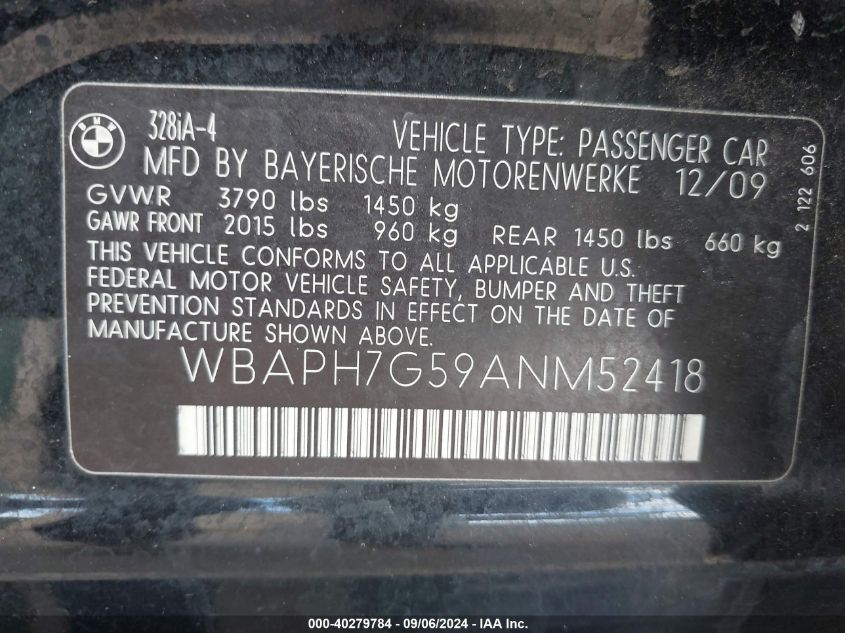 BMW
328iA-4 VEHICLE TYPE: PASSENGER CAR
MFD BY BAYERISCHE MOTORENWERKE 12/09
GVWR 3790 lbs 1450 kg
GAWR FRONT 2015 lbs 960 kg REAR 1450 lbs 660 kg
THIS VEHICLE CONFORMS TO ALL APPLICABLE U.S.
FEDERAL MOTOR VEHICLE SAFETY, BUMPER AND THEFT
PREVENTION STANDARDS IN EFFECT ON THE DATE OF
MANUFACTURE SHOWN ABOVE.
WBAPH7G59ANM52418
2 122 606
000-40279784 - 09/06/2024 - IAA Inc.